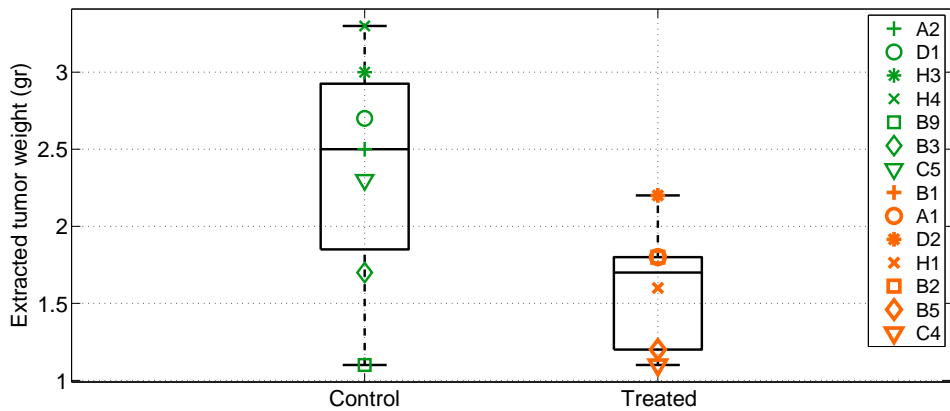 Extracted tumor weight (gr)
3
2.5
2
1.5
1
Control
Treated
A2
D1
H3
H4
B9
B3
C5
B1
A1
D2
H1
B2
B5
C4